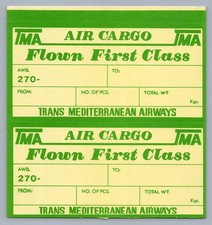 TMA AIR CARGO TMA
Flown First Class
AWB. TO:
270-
FROM: NO. OF PCS. TOTAL WT.
Kgs.
TRANS MEDITERRANEAN AIRWAYS
TMA AIR CARGO TMA
Flown First Class
AWB. TO:
270-
FROM: NO. OF PCS. TOTAL WT.
Kgs.
TRANS MEDITERRANEAN AIRWAYS